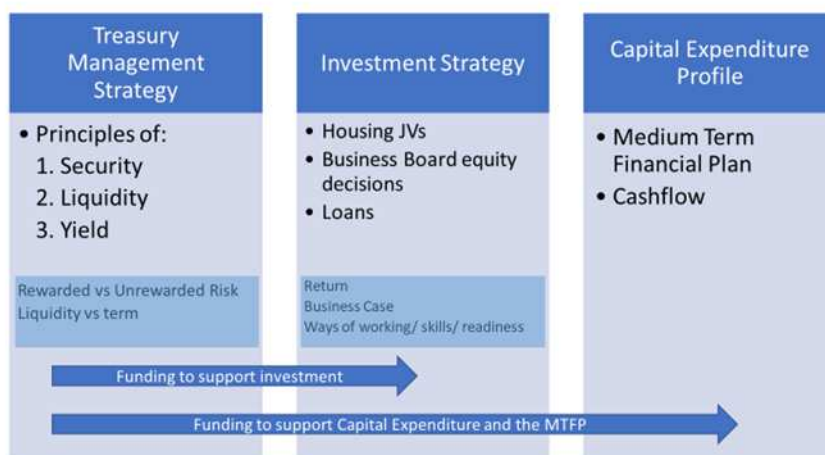 Treasury
Management
Strategy
• Principles of:
1. Security
2. Liquidity
3. Yield
Rewarded vs Unrewarded Risk
Liquidity vs term
Investment Strategy
• Housing JVs
• Business Board equity
decisions
• Loans
Return
Business Case
Ways of working/ skills/ readiness
Capital Expenditure
Profile
• Medium Term
Financial Plan
• Cashflow
Funding to support investment
Funding to support Capital Expenditure and the MTFP